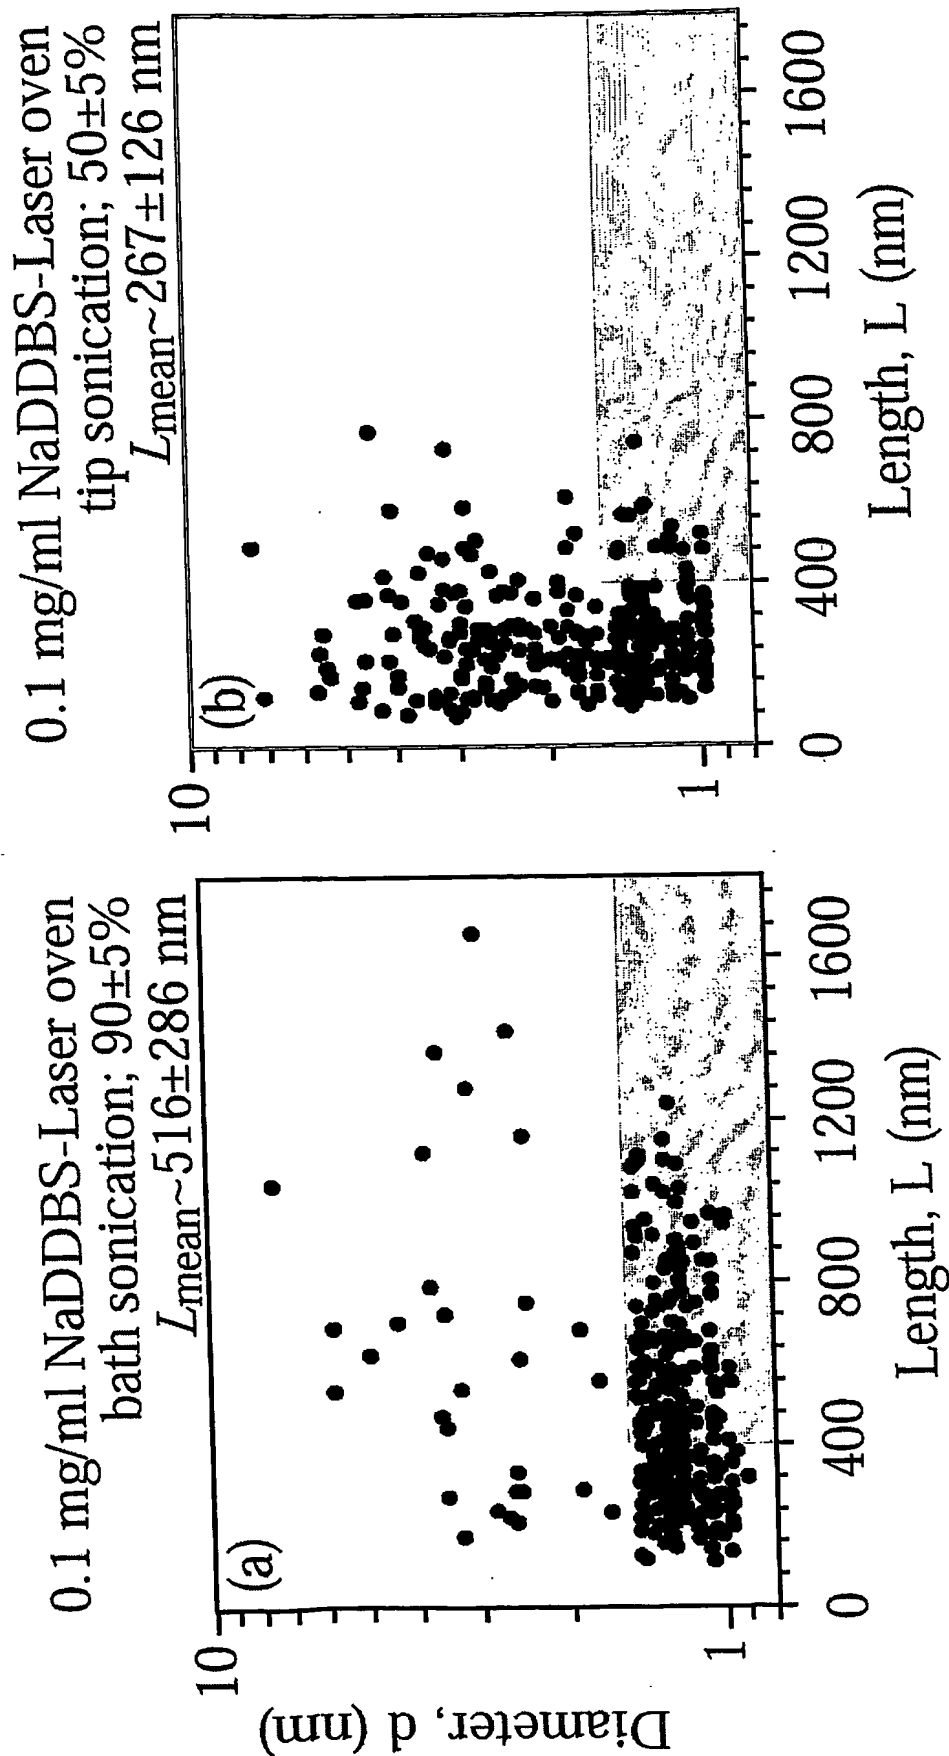 0.1 mg/ml NaDDBS-Laser oven
bath sonication; 90±5%
Lmean~516±286 nm
(a)
10
1
Diameter, d (nm)
0 400 800 1200 1600
Length, L (nm)
0.1 mg/ml NaDDBS-Laser oven
tip sonication; 50±5%
Lmean~267±126 nm
(b)
10
1
0 400 800 1200 1600
Length, L (nm)